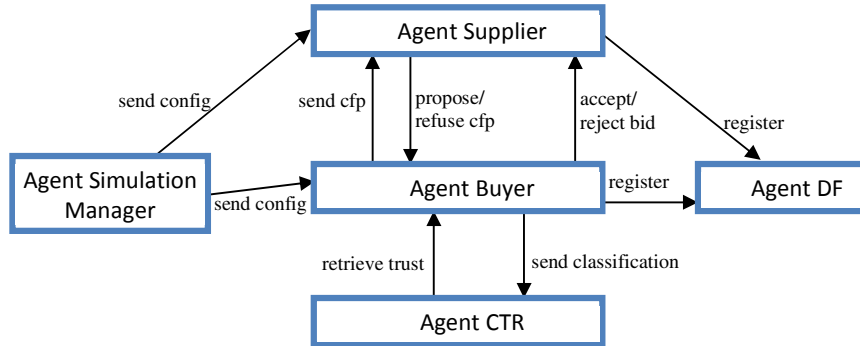 Agent Supplier
send config
send cfp
propose/
refuse cfp
accept/
reject bid
register
Agent Simulation
Manager
send config
Agent Buyer
register
Agent DF
retrieve trust
send classification
Agent CTR